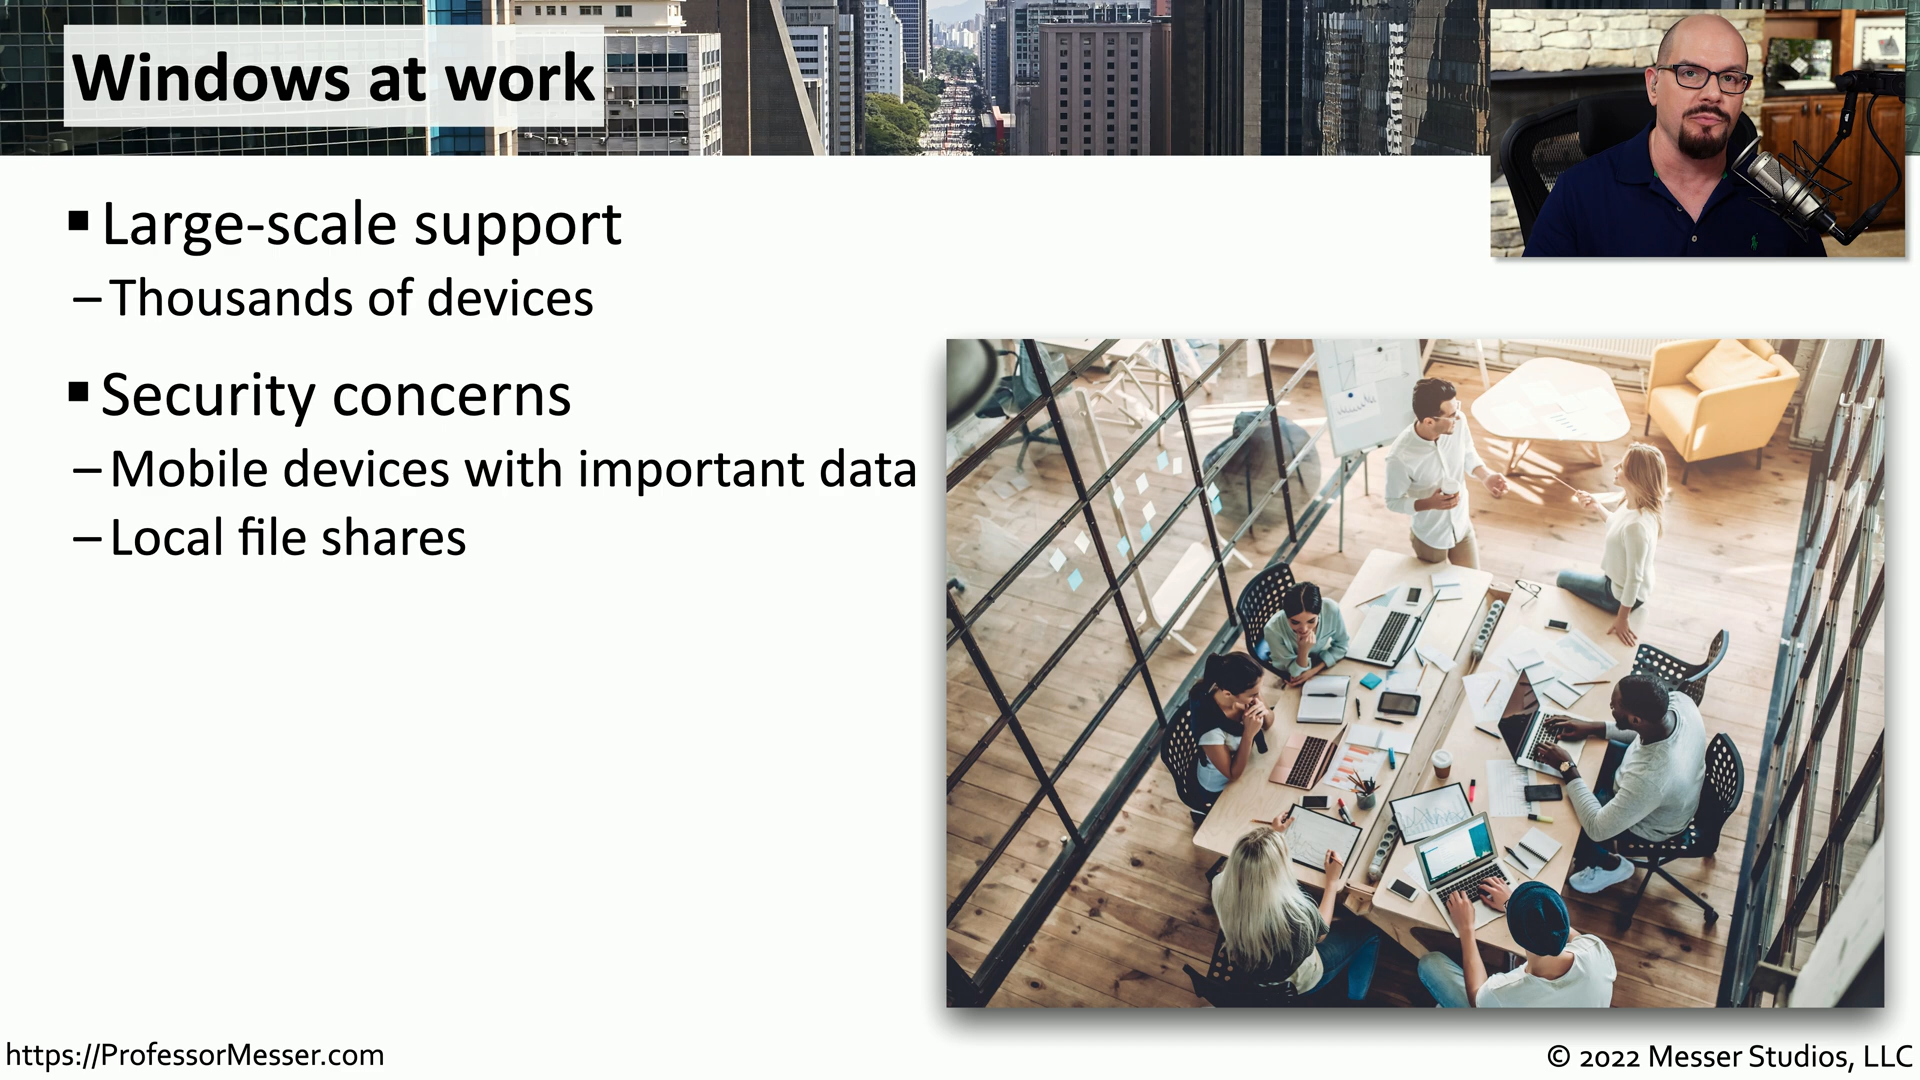 Windows at work
▪ Large-scale support
– Thousands of devices
▪ Security concerns
– Mobile devices with important data
– Local file shares
https://ProfessorMesser.com
© 2022 Messer Studios, LLC